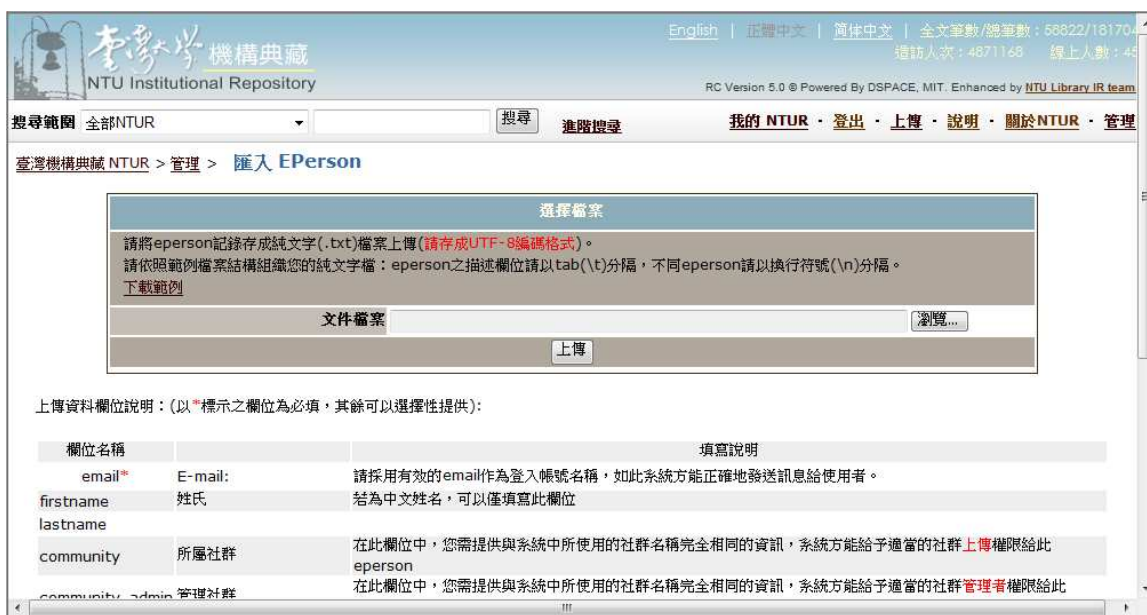 English | 正體中文 | 简体中文 | 全文筆數/總筆數 : 56822/18170
造訪人次 : 4871168 線上人數 : 4
臺灣大學 機構典藏
NTU Institutional Repository
RC Version 5.0 © Powered By DSPACE, MIT. Enhanced by NTU Library IR team
搜尋範圍 全部NTUR 搜尋 進階搜尋 我的 NTUR · 登出 · 上傳 · 說明 · 關於NTUR · 管理
臺灣機構典藏 NTUR > 管理 > 匯入 EPerson
選擇檔案
請將eperson記錄存成純文字(.txt)檔案上傳(請存成UTF-8編碼格式)。
請依照範例檔案結構組織您的純文字檔：eperson之描述欄位請以tab(\t)分隔，不同eperson請以換行符號(\n)分隔。
下載範例
文件檔案 瀏覽...
上傳
上傳資料欄位說明：(以*標示之欄位為必填，其餘可以選擇性提供):
欄位名稱 填寫說明
email* E-mail: 請採用有效的email作為登入帳號名稱，如此系統方能正確地發送訊息給使用者。
firstname 姓氏 若為中文姓名，可以僅填寫此欄位
lastname
community 所屬社群 在此欄位中，您需提供與系統中所使用的社群名稱完全相同的資訊，系統方能給予適當的社群上傳權限給此
eperson
community_admin 管理社群 在此欄位中，您需提供與系統中所使用的社群名稱完全相同的資訊，系統方能給予適當的社群管理者權限給此